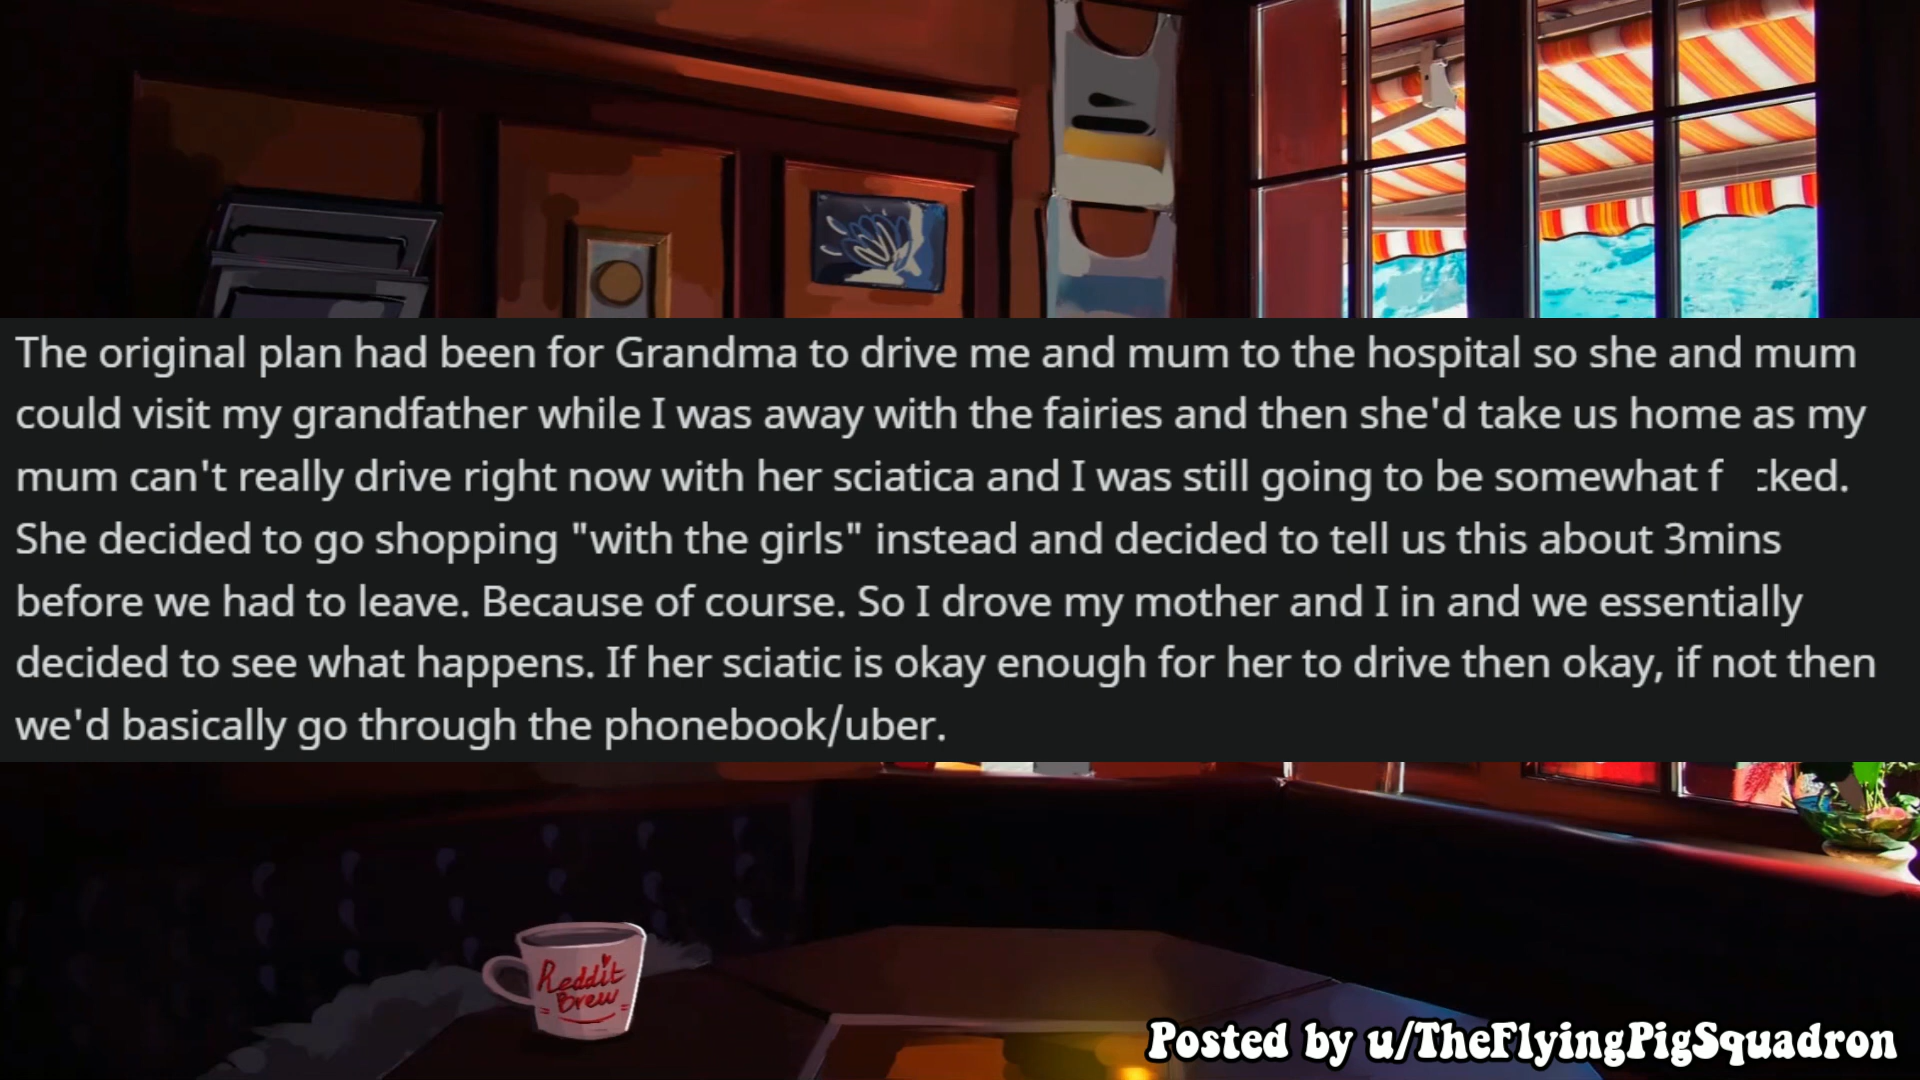 The original plan had been for Grandma to drive me and mum to the hospital so she and mum
could visit my grandfather while I was away with the fairies and then she'd take us home as my
mum can't really drive right now with her sciatica and I was still going to be somewhat f cked.
She decided to go shopping "with the girls" instead and decided to tell us this about 3mins
before we had to leave. Because of course. So I drove my mother and I in and we essentially
decided to see what happens. If her sciatic is okay enough for her to drive then okay, if not then
we'd basically go through the phonebook/uber.
Reddit
Brew
Posted by u/TheFlyingPigSquadron